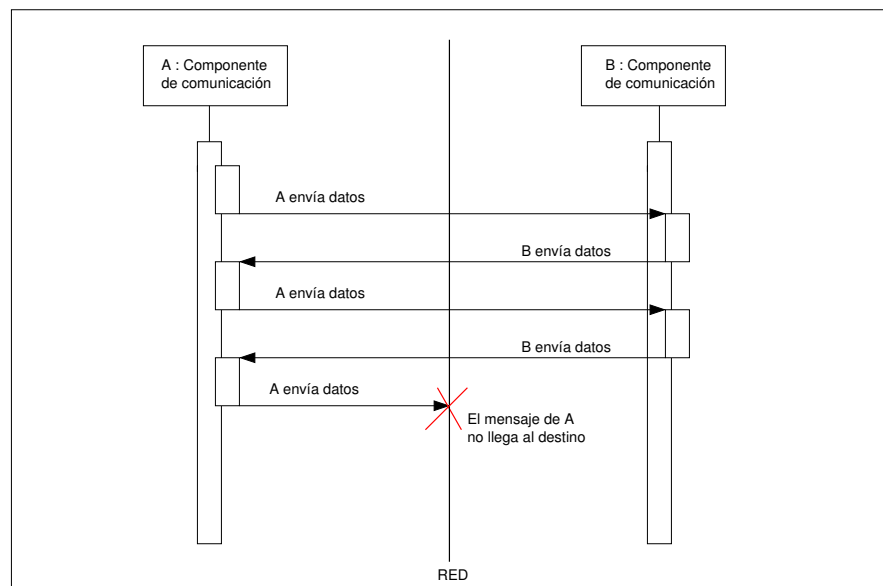 A : Componente
de comunicación
B : Componente
de comunicación
A envía datos
B envía datos
A envía datos
B envía datos
A envía datos
El mensaje de A
no llega al destino
RED